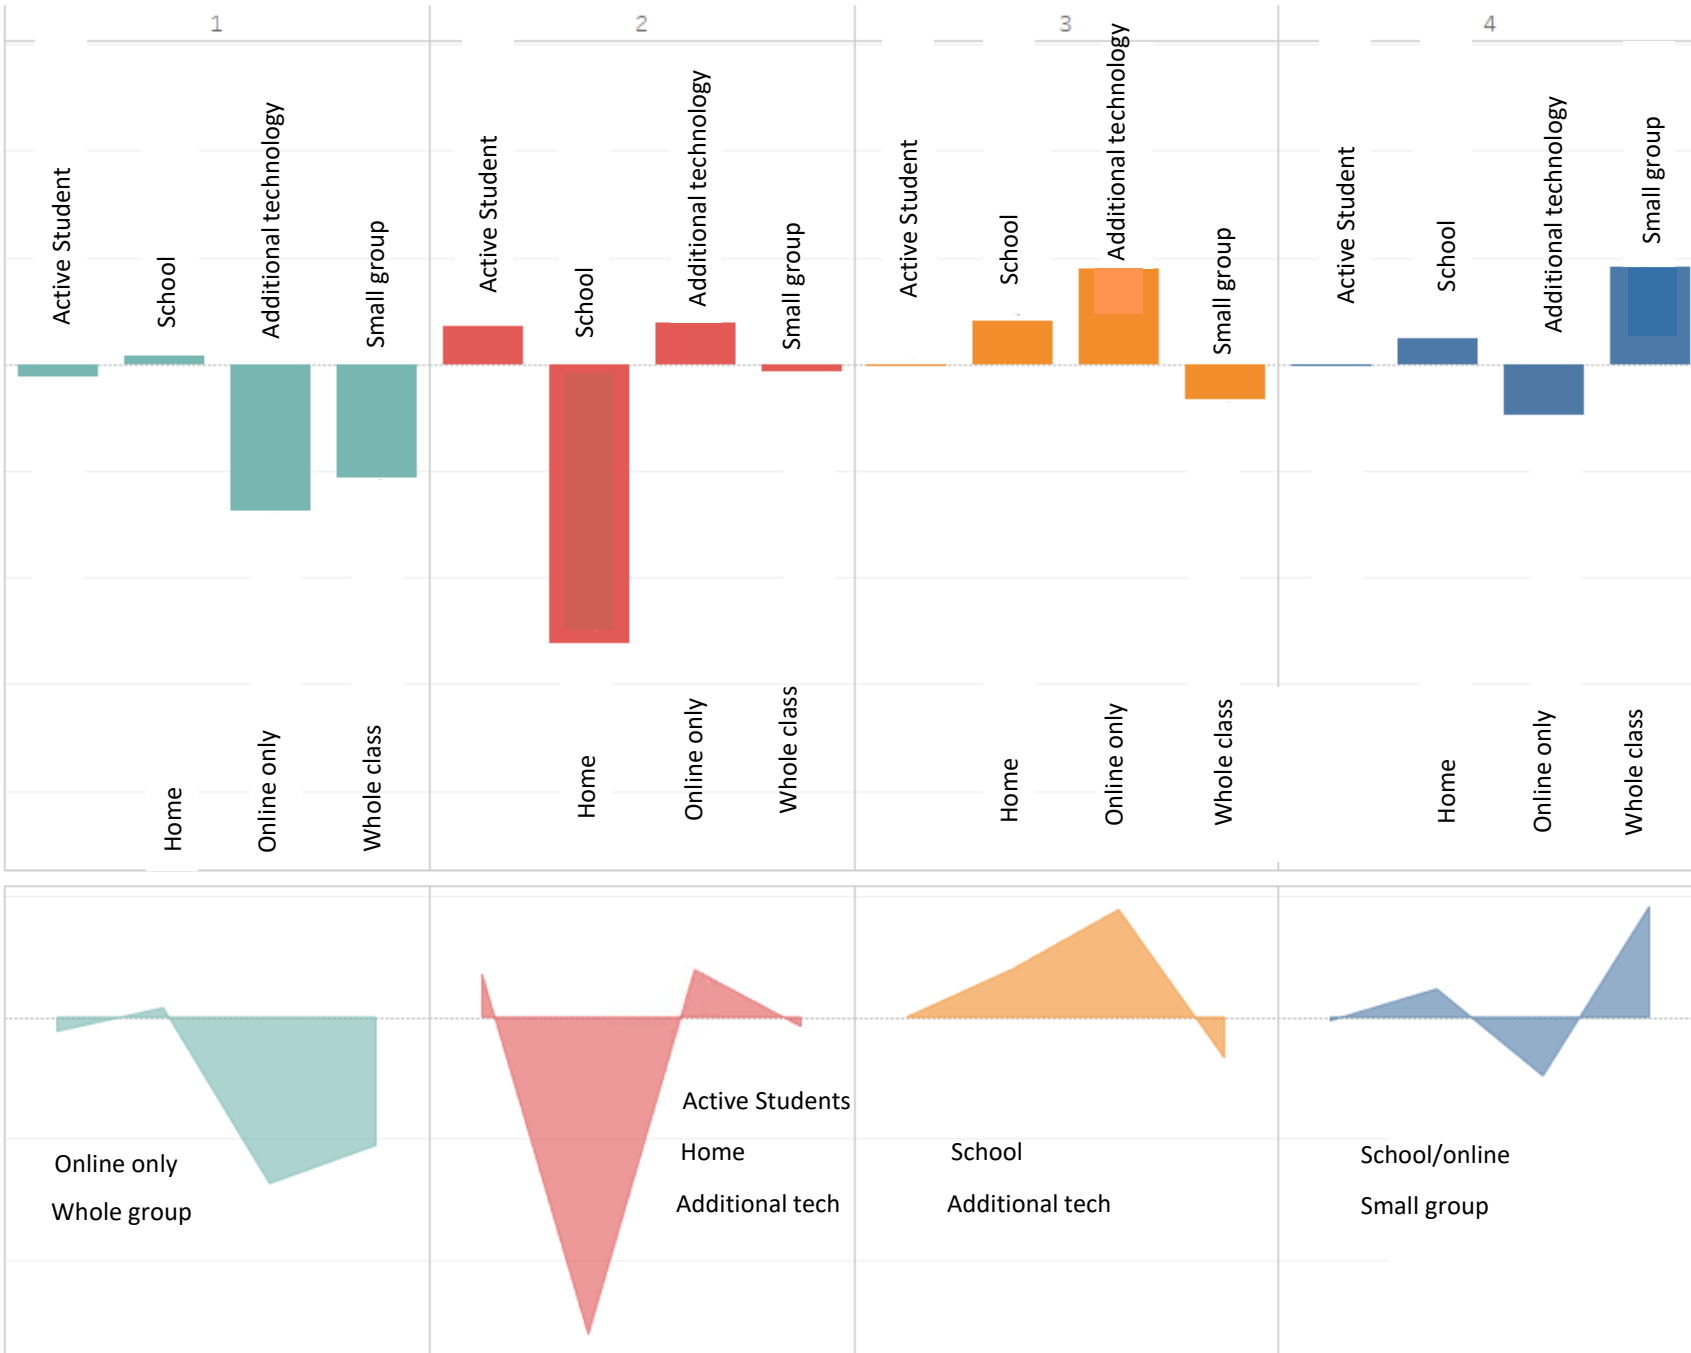 1
2
3
4
Active Student
School
Additional technology
Small group
Active Student
School
Additional technology
Small group
Active Student
School
Additional technology
Small group
Active Student
School
Additional technology
Small group
Home
Online only
Whole class
Home
Online only
Whole class
Home
Online only
Whole class
Home
Online only
Whole class
Online only
Whole group
Active Students
Home
Additional tech
School
Additional tech
School/online
Small group